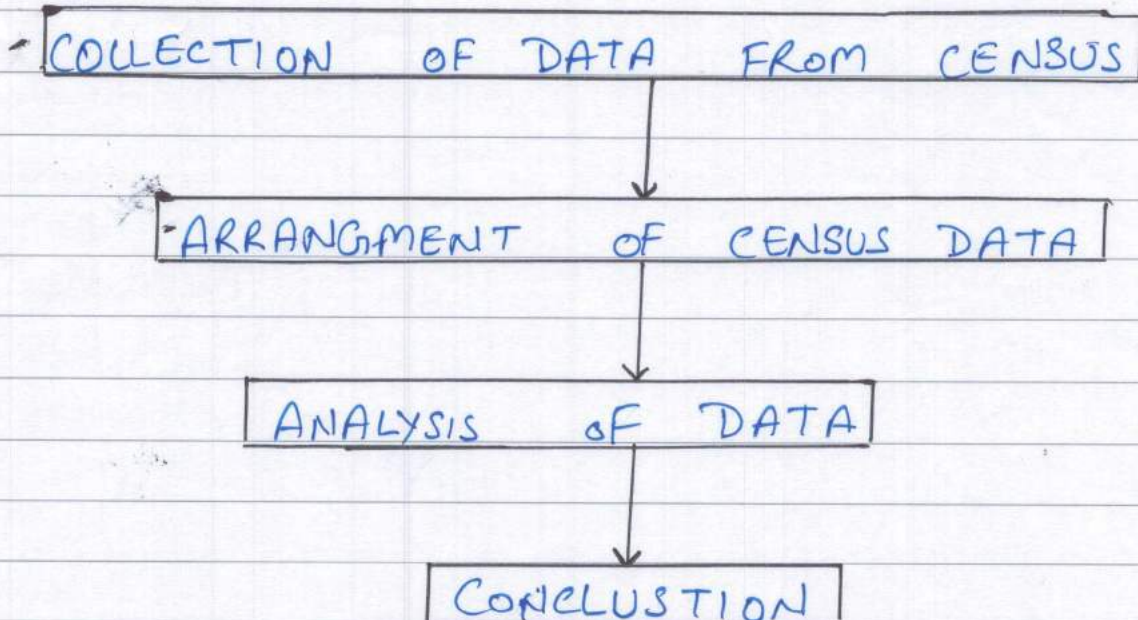 COLLECTION OF DATA FROM CENSUS
ARRANGMENT OF CENSUS DATA
ANALYSIS OF DATA
CONCLUSTION